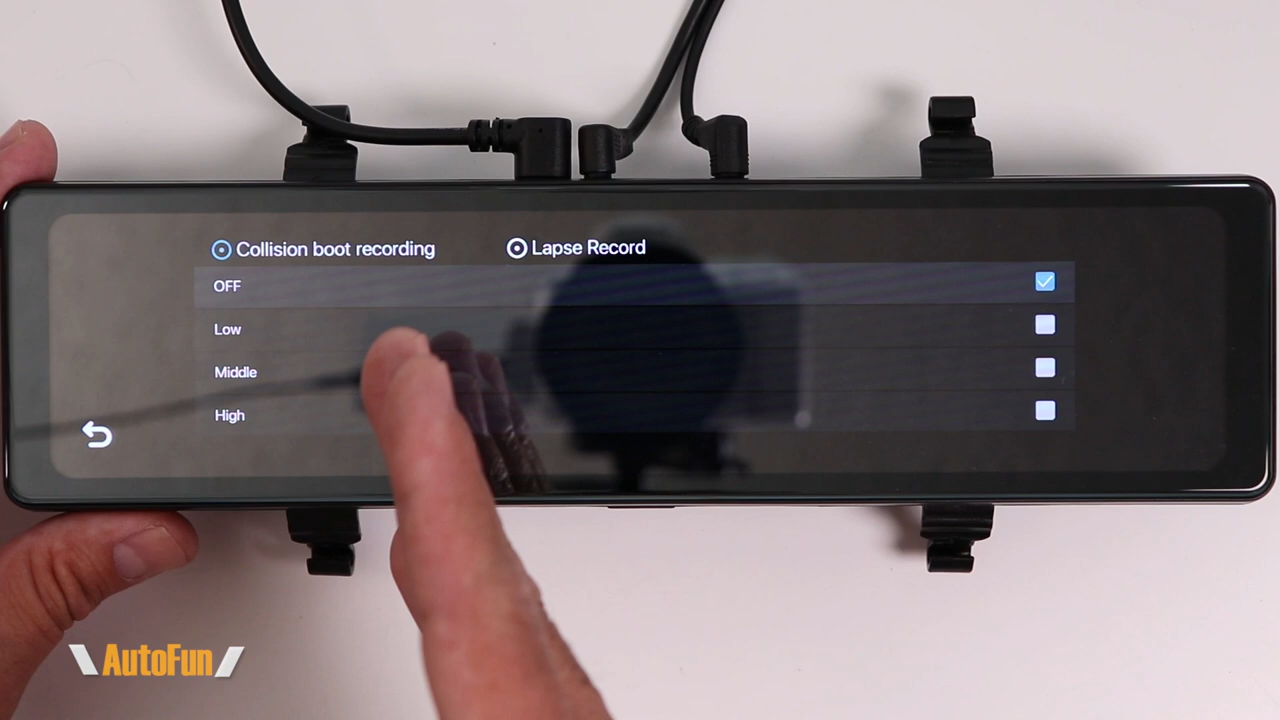 Collision boot recording
Lapse Record
OFF
Low
Middle
High
AutoFun